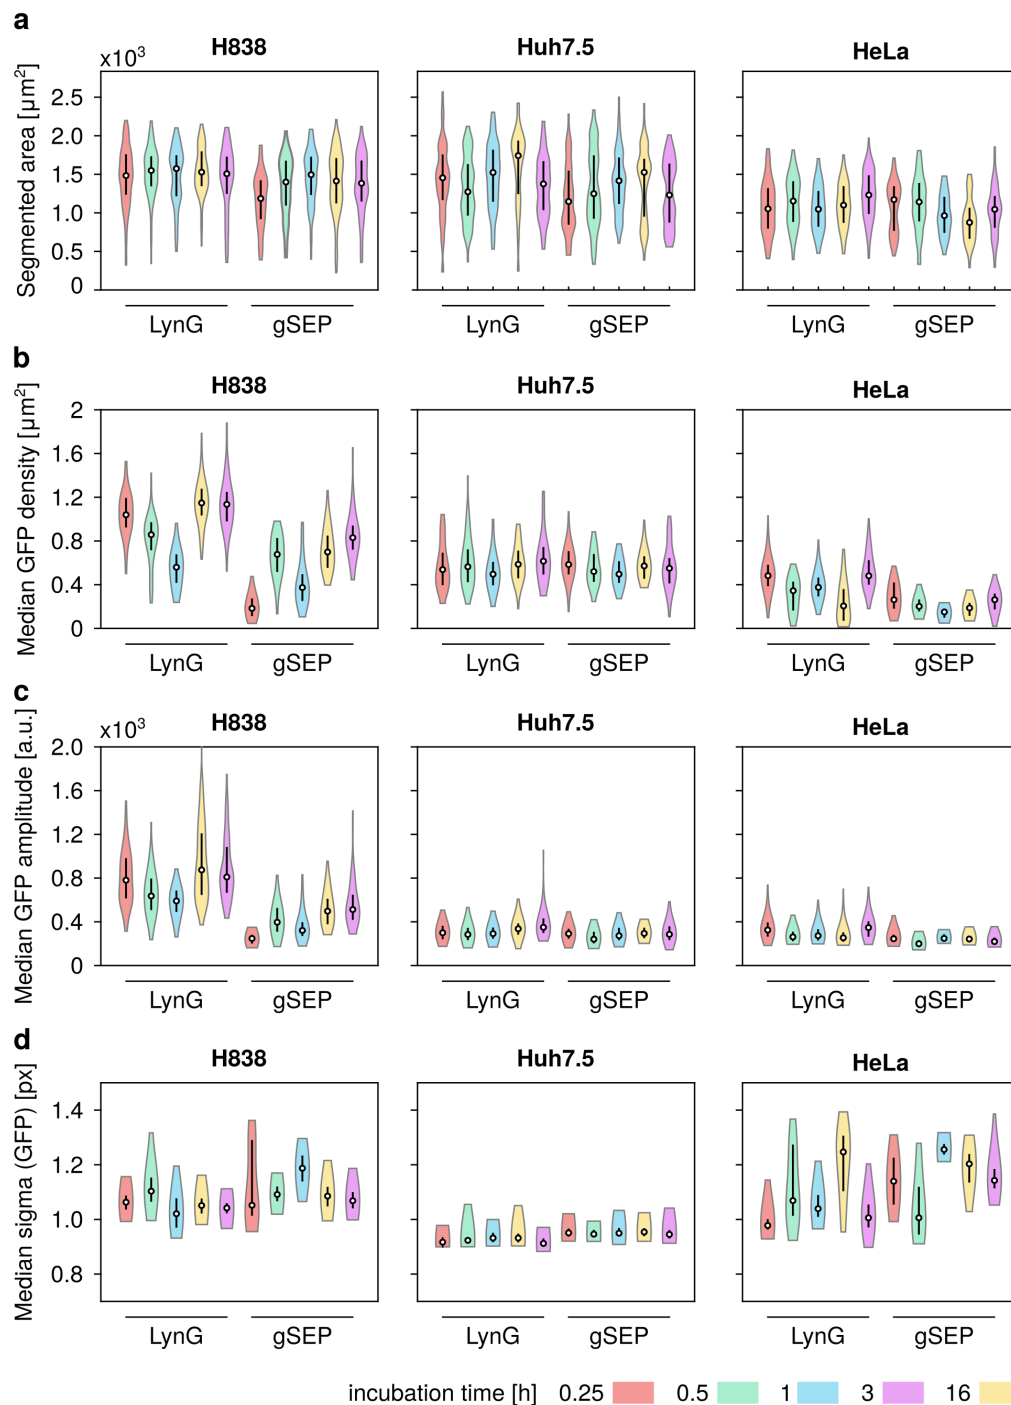 a
H838 Huh7.5 HeLa
x10³
Segmented area [µm²]
2.5
2.0
1.5
1.0
0.5
0
LynG gSEP LynG gSEP LynG gSEP
b
H838 Huh7.5 HeLa
Median GFP density [µm²]
2
1.6
1.2
0.8
0.4
0
LynG gSEP LynG gSEP LynG gSEP
c
H838 Huh7.5 HeLa
x10³
Median GFP amplitude [a.u.]
2.0
1.6
1.2
0.8
0.4
0
LynG gSEP LynG gSEP LynG gSEP
d
H838 Huh7.5 HeLa
Median sigma (GFP) [px]
1.4
1.2
1.0
0.8
LynG gSEP LynG gSEP LynG gSEP
incubation time [h] 0.25 0.5 1 3 16